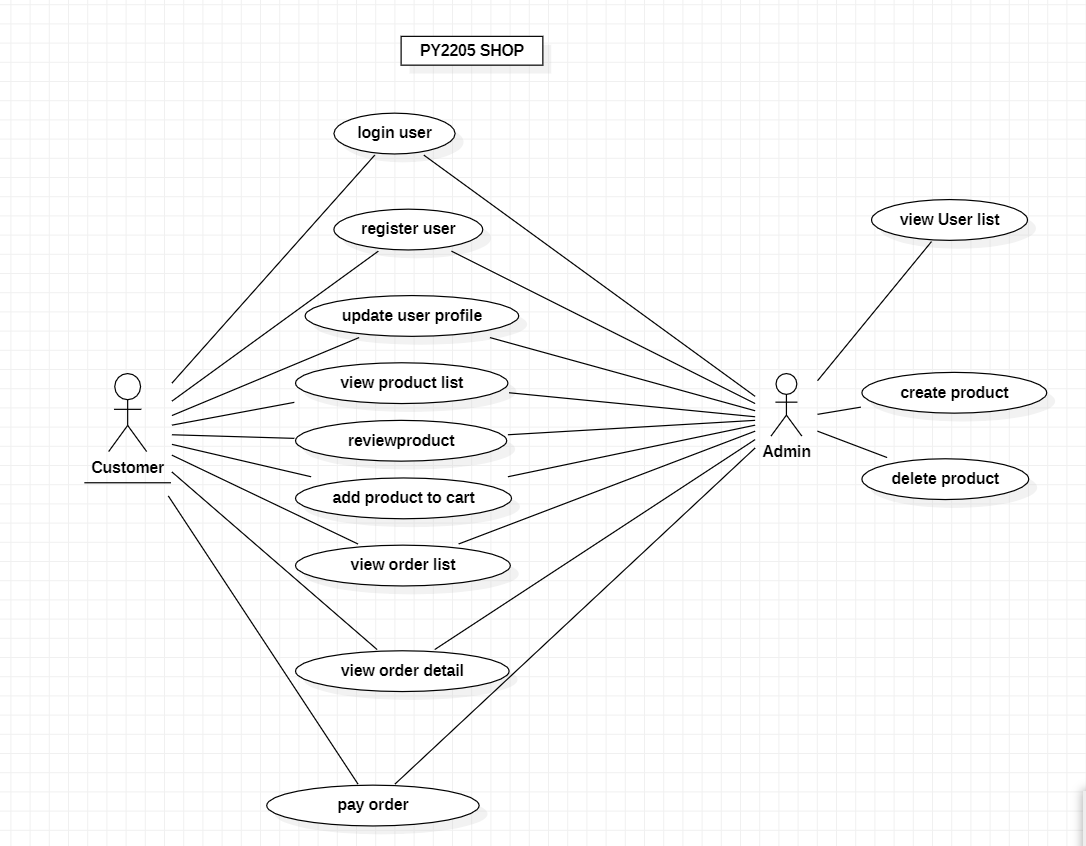 PY2205 SHOP
login user
register user
view User list
update user profile
view product list
create product
reviewproduct
Admin
Customer
delete product
add product to cart
view order list
view order detail
pay order